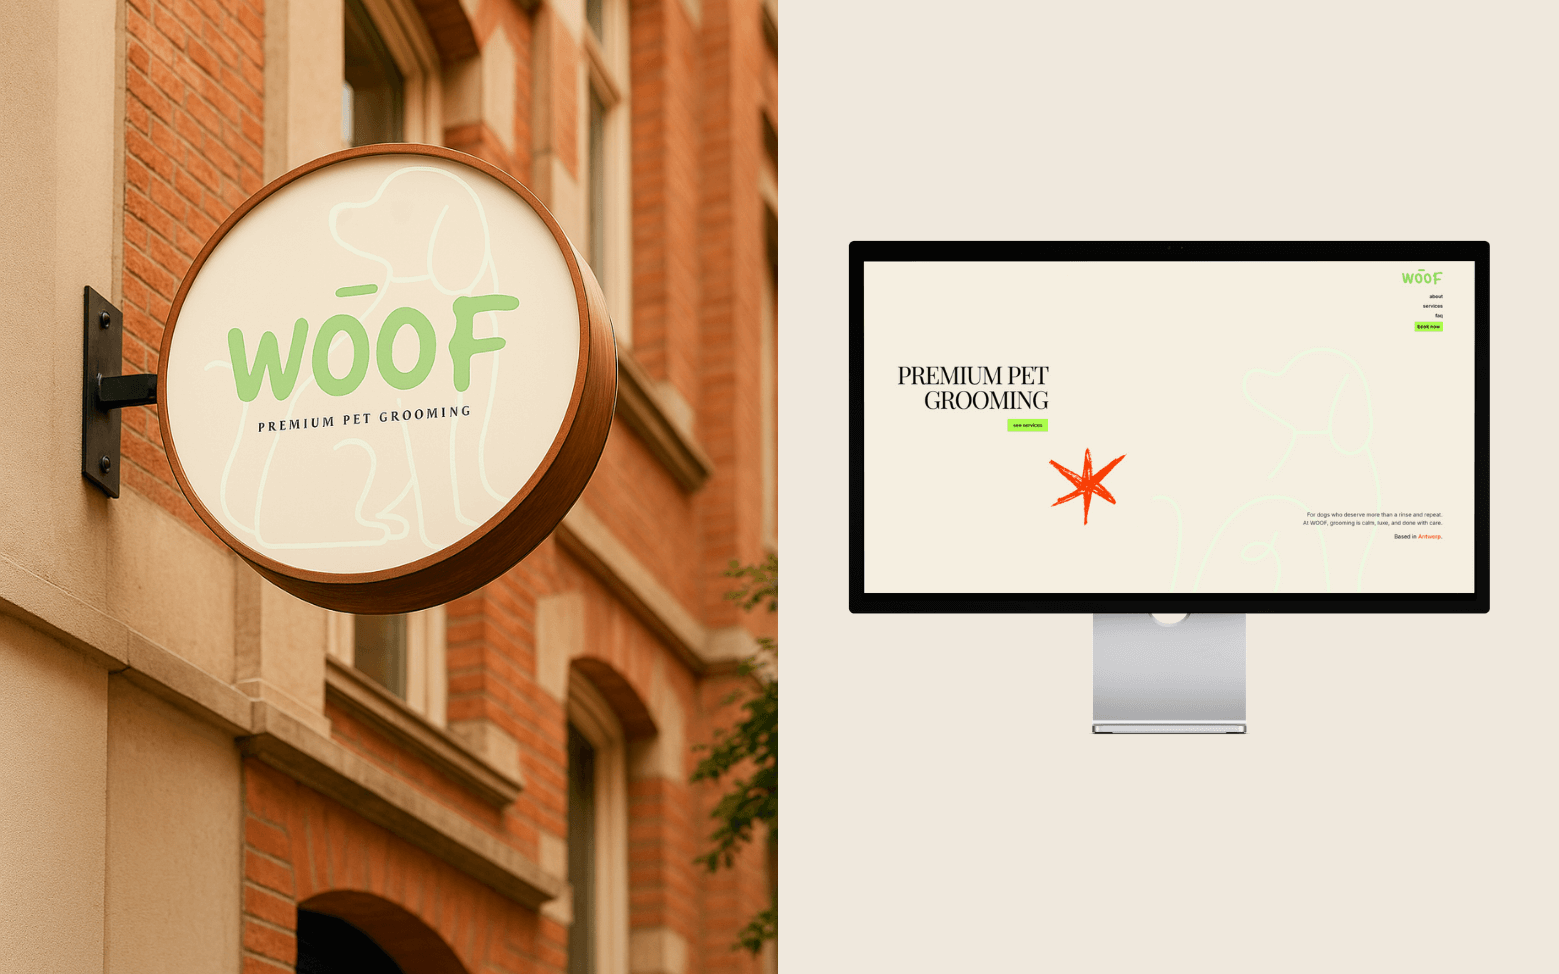 WŌOF
PREMIUM PET GROOMING
WŌOF
about
services
faq
book now
PREMIUM PET
GROOMING
see services
For dogs who deserve more than a rinse and repeat.
At WOOF, grooming is calm, luxe, and done with care.
Based in Antwerp.